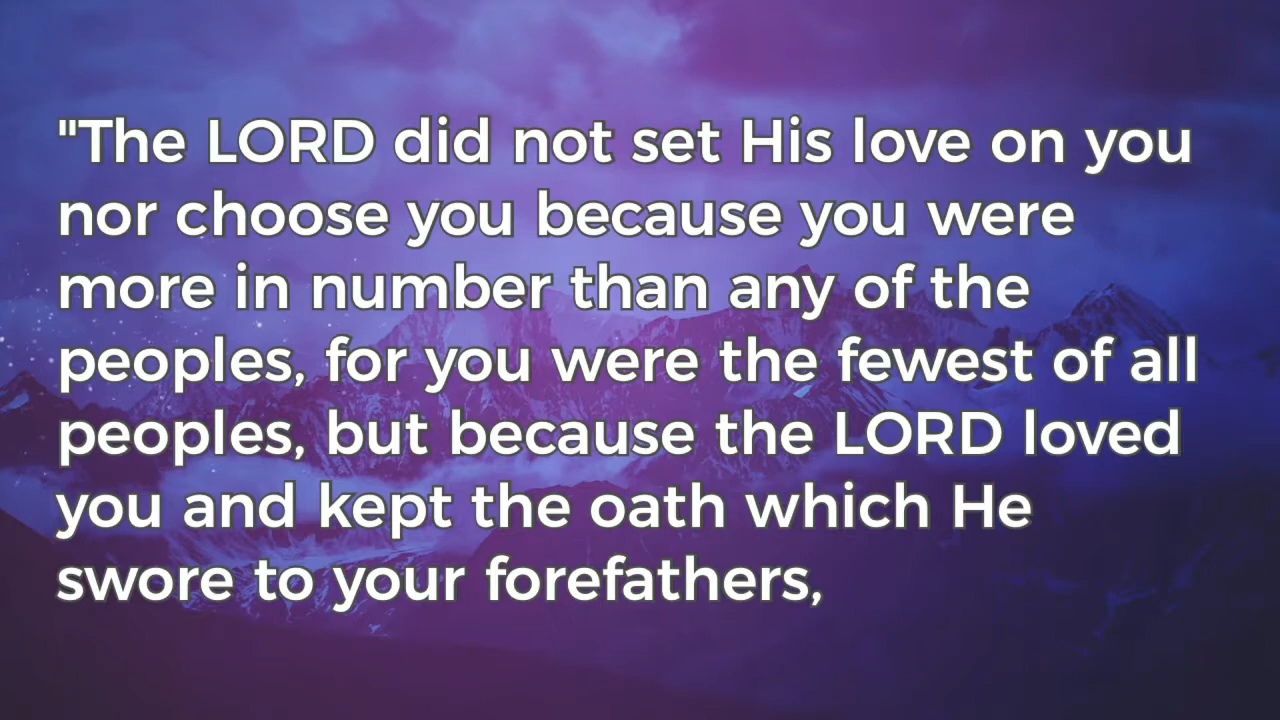 "The LORD did not set His love on you
nor choose you because you were
more in number than any of the
peoples, for you were the fewest of all
peoples, but because the LORD loved
you and kept the oath which He
swore to your forefathers,